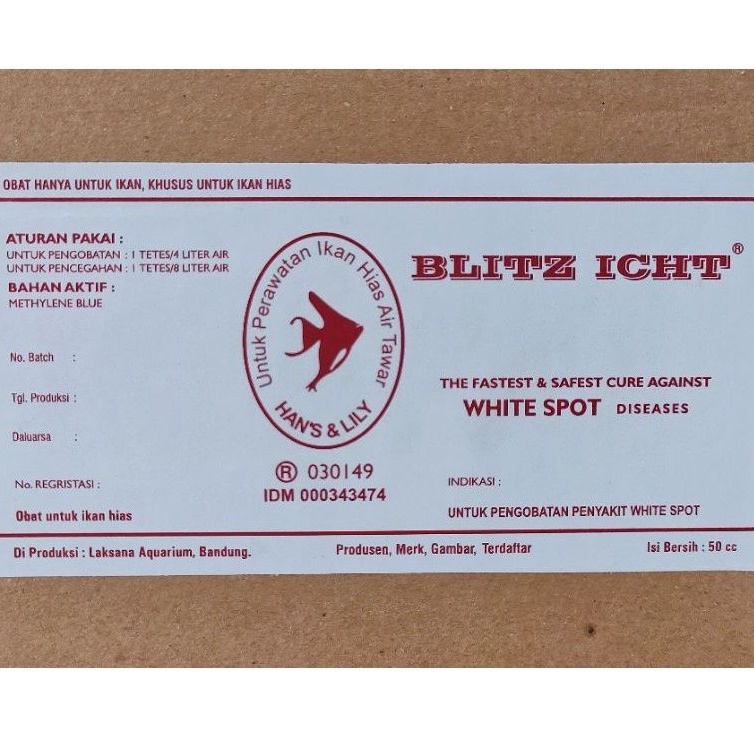 OBAT HANYA UNTUK IKAN, KHUSUS UNTUK IKAN HIAS
ATURAN PAKAI :
UNTUK PENGOBATAN : 1 TETES/4 LITER AIR
UNTUK PENCEGAHAN : 1 TETES/8 LITER AIR
BAHAN AKTIF :
METHYLENE BLUE
No. Batch :
Tgl. Produksi :
Daluarsa :
No. REGRISTASI :
Obat untuk ikan hias
Untuk Perawatan Ikan Hias Air Tawar
HAN'S & LILY
® 030149
IDM 000343474
BLITZ ICHT®
THE FASTEST & SAFEST CURE AGAINST
WHITE SPOT DISEASES
INDIKASI :
UNTUK PENGOBATAN PENYAKIT WHITE SPOT
Di Produksi : Laksana Aquarium, Bandung.
Produsen, Merk, Gambar, Terdaftar
Isi Bersih : 50 cc